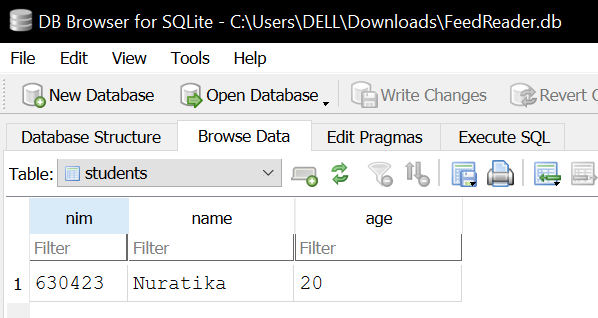 DB Browser for SQLite - C:\Users\DELL\Downloads\FeedReader.db
File Edit View Tools Help
New Database Open Database Write Changes Revert C
Database Structure Browse Data Edit Pragmas Execute SQL
Table: students
nim name age
Filter Filter Filter
1 630423 Nuratika 20